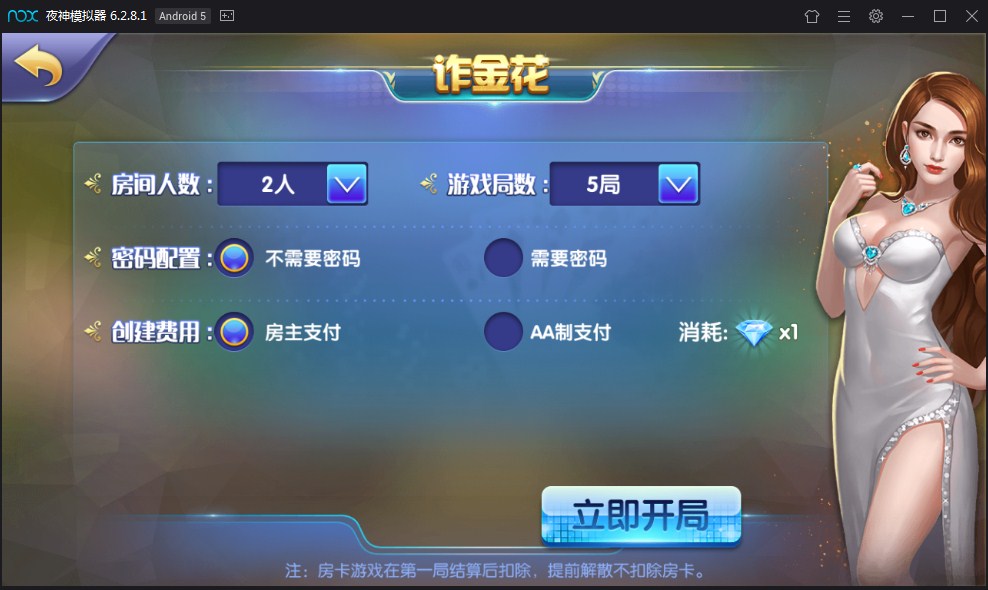 nox 夜神模拟器 6.2.8.1 Android 5
诈金花
房间人数: 2人 游戏局数: 5局
密码配置: 不需要密码 需要密码
创建费用: 房主支付 AA制支付 消耗: x1
立即开局
注：房卡游戏在第一局结算后扣除，提前解散不扣除房卡。